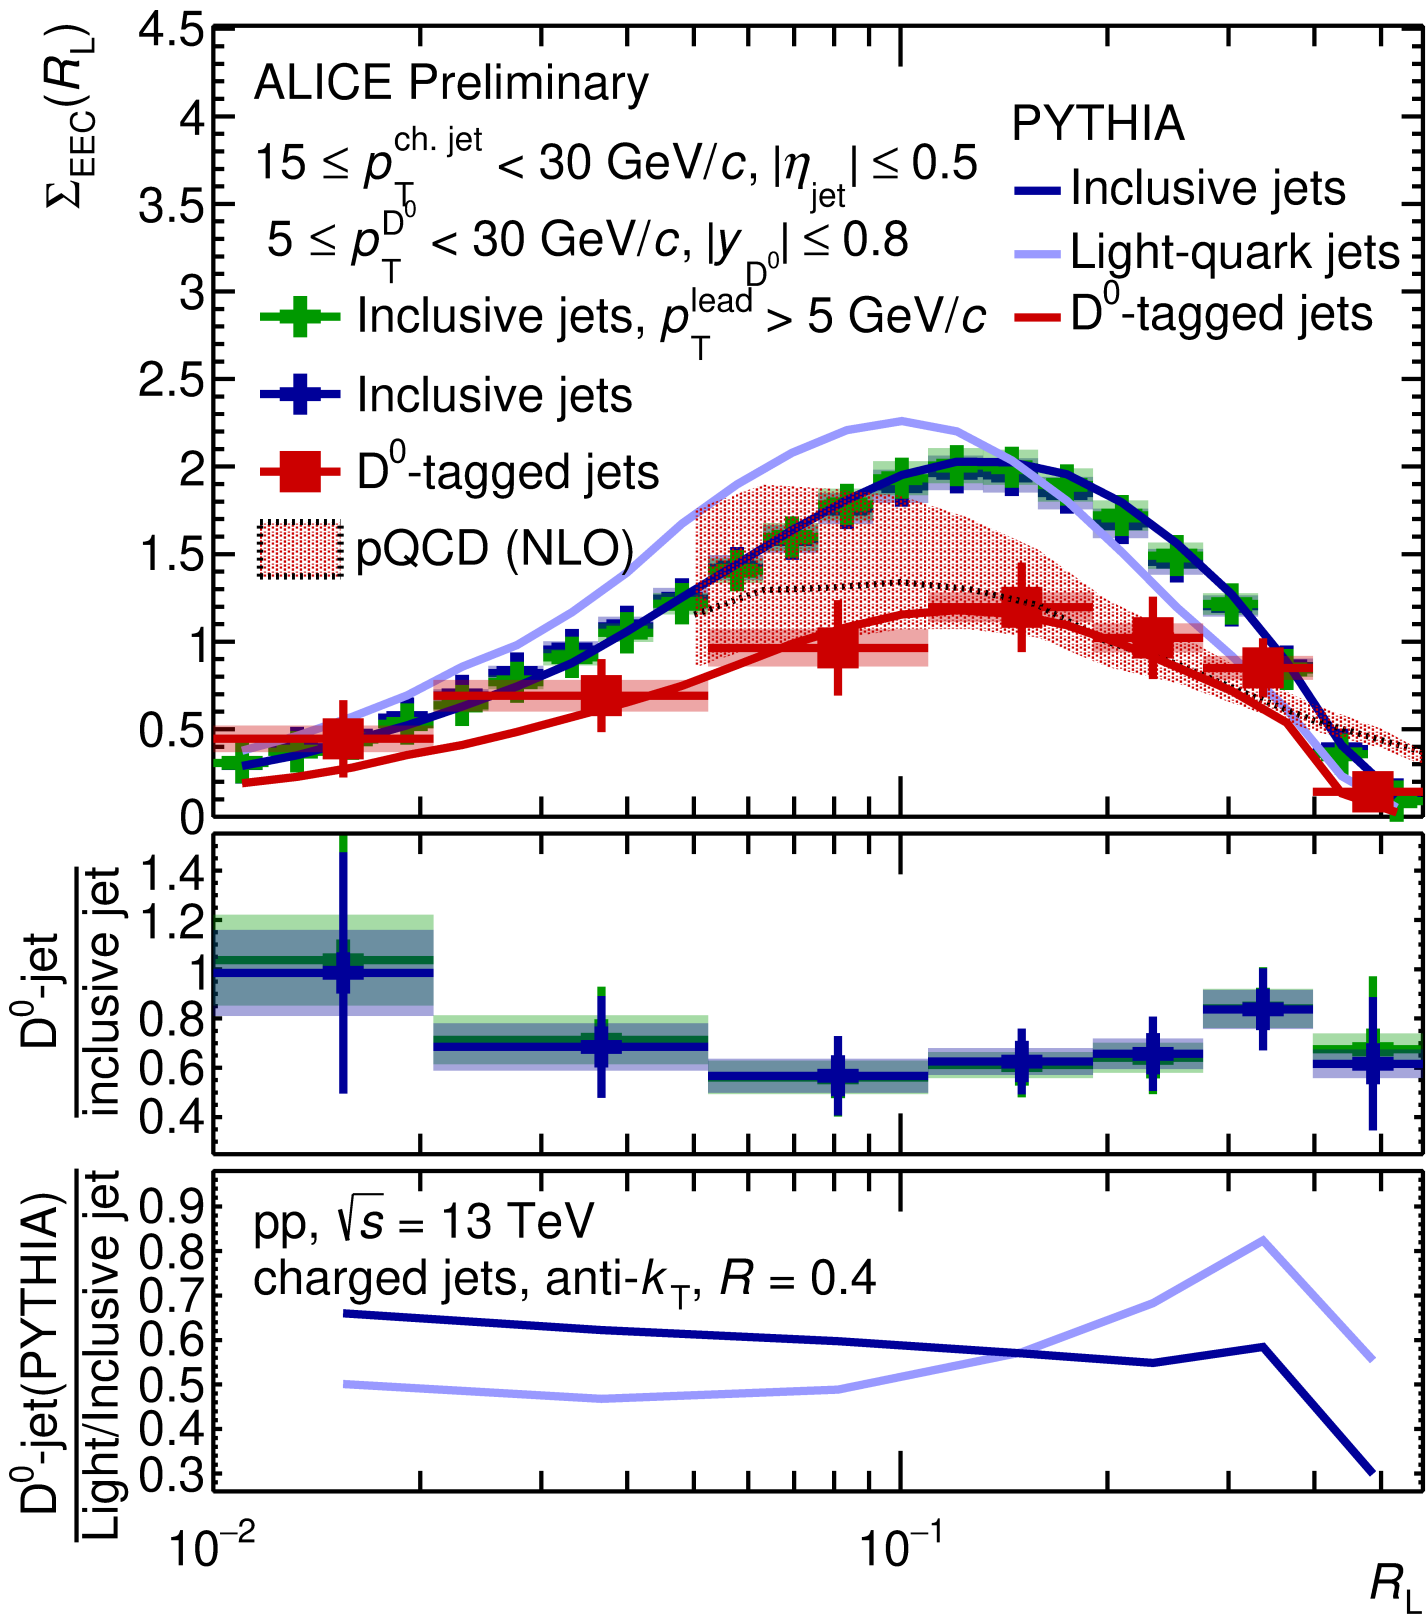 Σ_EEC(R_L)
4.5
4
3.5
3
2.5
2
1.5
1
0.5
0
ALICE Preliminary
15 ≤ p_T^ch. jet < 30 GeV/c, |η_jet| ≤ 0.5
5 ≤ p_T^D⁰ < 30 GeV/c, |y_D⁰| ≤ 0.8
Inclusive jets, p_T^lead > 5 GeV/c
Inclusive jets
D⁰-tagged jets
pQCD (NLO)
PYTHIA
Inclusive jets
Light-quark jets
D⁰-tagged jets
D⁰-jet
inclusive jet
1.4
1.2
1
0.8
0.6
0.4
D⁰-jet(PYTHIA)
Light/Inclusive jet
0.9
0.8
0.7
0.6
0.5
0.4
0.3
pp, √s = 13 TeV
charged jets, anti-k_T, R = 0.4
10⁻² 10⁻¹
R_L